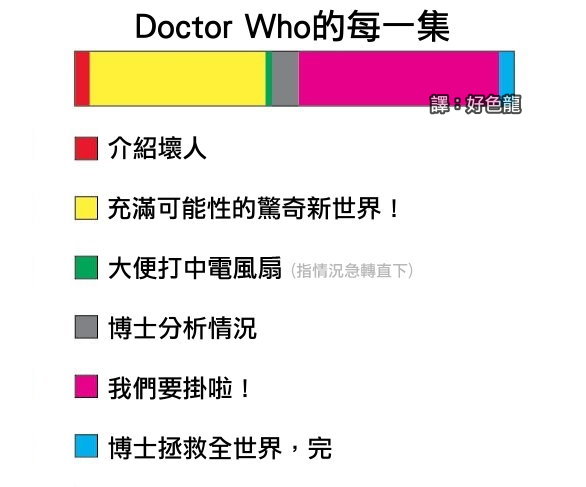 Doctor Who的每一集
譯：好色龍
介紹壞人
充滿可能性的驚奇新世界！
大便打中電風扇 (指情況急轉直下)
博士分析情況
我們要掛啦！
博士拯救全世界，完